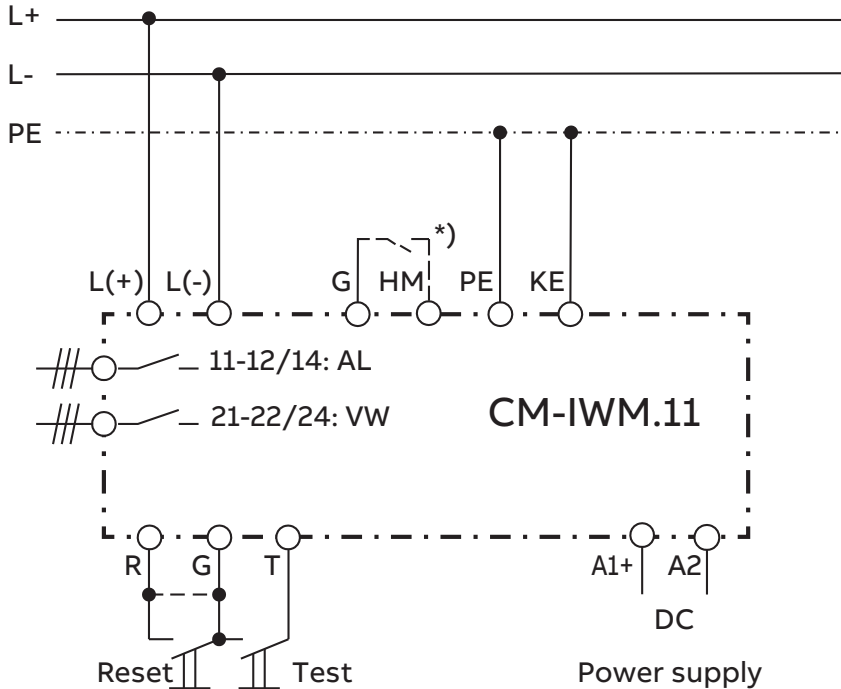 L+
L-
PE
*)
L(+) L(-) G HM PE KE
11-12/14: AL
21-22/24: VW
CM-IWM.11
R G T A1+ A2
DC
Reset Test Power supply